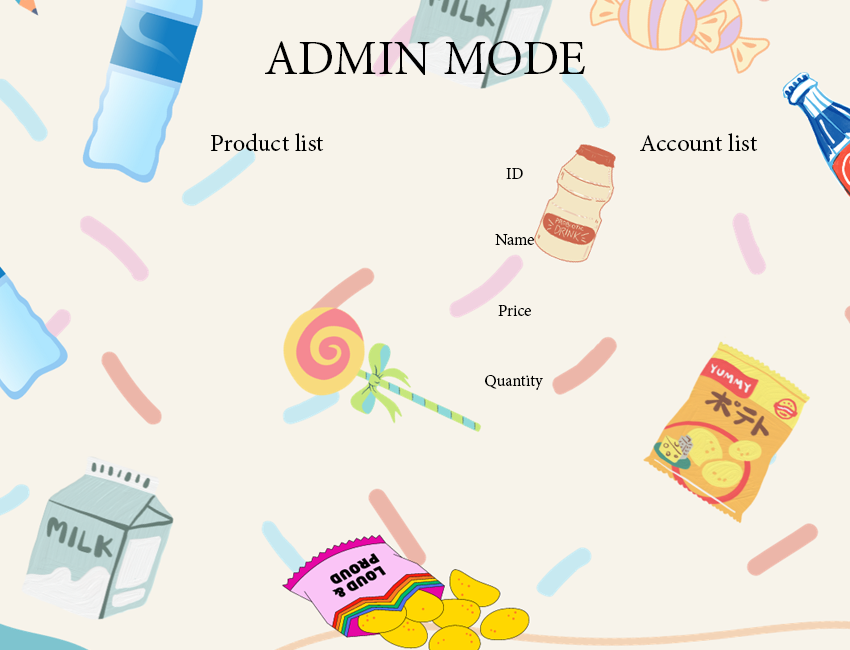 MILK
ADMIN MODE
Product list
Account list
ID
PROBIOTIC
DRINK
Name
Price
Quantity
YUMMY
ポテト
MILK
LOUD &
PROUD